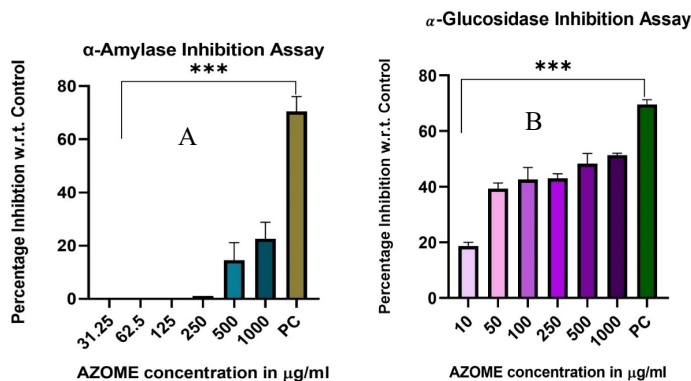 α-Amylase Inhibition Assay
***
A
Percentage Inhibtion w.r.t. Control
80
60
40
20
0
31.25 62.5 125 250 500 1000 PC
AZOME concentration in μg/ml
α-Glucosidase Inhibition Assay
***
B
Percentage Inhibition w.r.t. Control
80
60
40
20
0
10 50 100 250 500 1000 PC
AZOME concentration in μg/ml